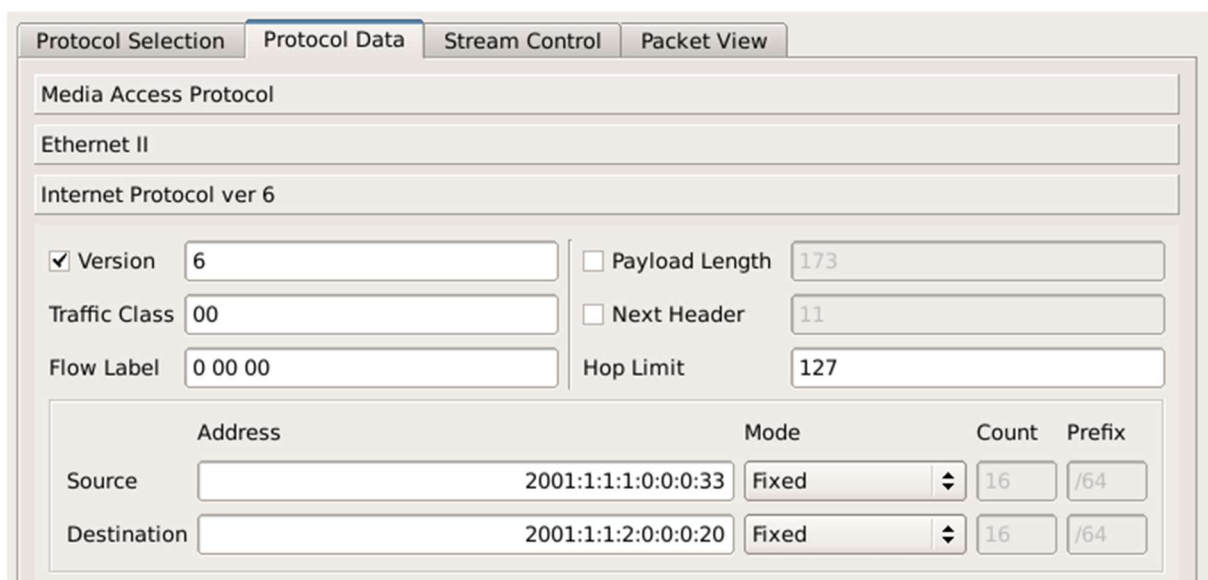 Protocol Selection Protocol Data Stream Control Packet View
Media Access Protocol
Ethernet II
Internet Protocol ver 6
Version 6 Payload Length 173
Traffic Class 00 Next Header 11
Flow Label 0 00 00 Hop Limit 127
Address Mode Count Prefix
Source 2001:1:1:1:0:0:0:33 Fixed 16 /64
Destination 2001:1:1:2:0:0:0:20 Fixed 16 /64